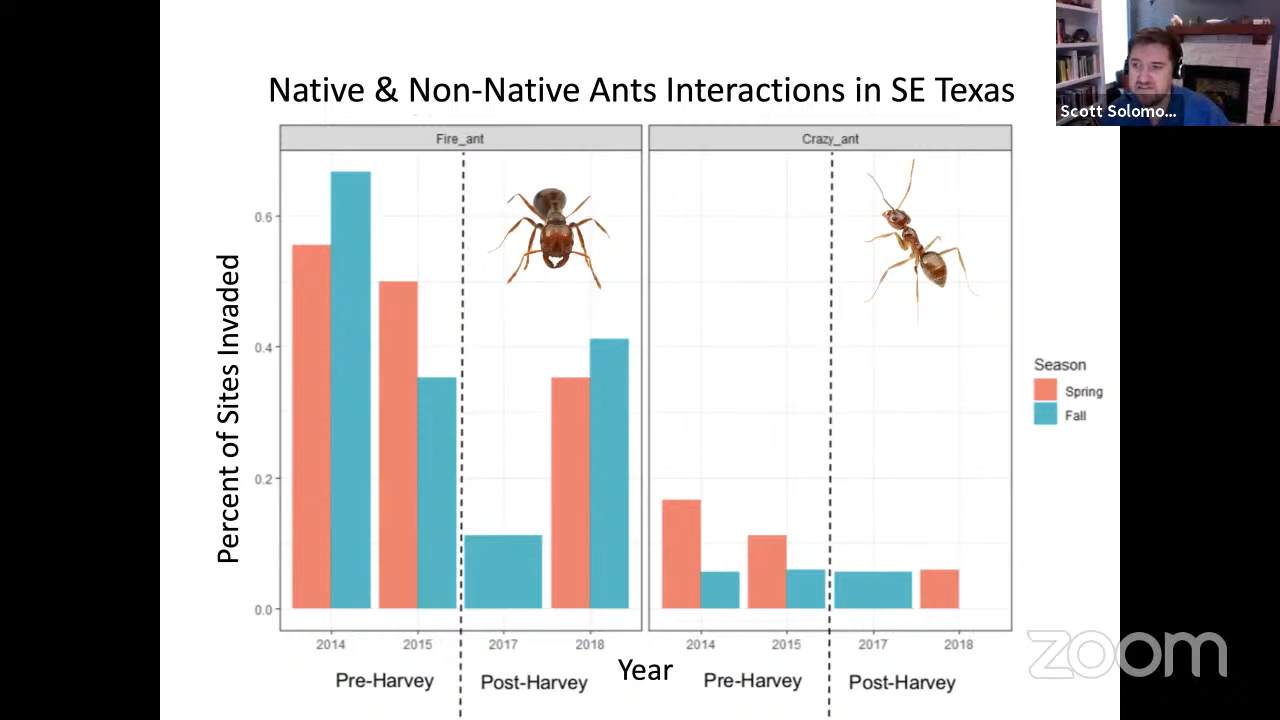 Native & Non-Native Ants Interactions in SE Texas
Scott Solomo...
Fire_ant
Crazy_ant
Percent of Sites Invaded
0.6
0.4
0.2
0.0
Season
Spring
Fall
2014
2015
2017
2018
2014
2015
2017
2018
Year
Pre-Harvey
Post-Harvey
Pre-Harvey
Post-Harvey
zoom